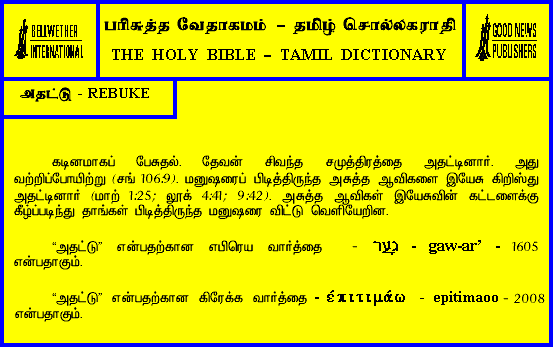 BELLWETHER
INTERNATIONAL
பரிசுத்த வேதாகமம் – தமிழ் சொல்லகராதி
THE HOLY BIBLE – TAMIL DICTIONARY
GOOD NEWS
PUBLISHERS
அதட்டு - REBUKE
கடினமாகப் பேசுதல். தேவன் சிவந்த சமுத்திரத்தை அதட்டினார். அது
வற்றிப்போயிற்று (சங் 106:9). மனுஷரைப் பிடித்திருந்த அசுத்த ஆவிகளை இயேசு கிறிஸ்து
அதட்டினார் (மாற் 1:25; லூக் 4:41; 9:42). அசுத்த ஆவிகள் இயேசுவின் கட்டளைக்கு
கீழ்ப்படிந்து தாங்கள் பிடித்திருந்த மனுஷரை விட்டு வெளியேறின.
“அதட்டு” என்பதற்கான எபிரெய வார்த்தை - גָּעַר - gaw-ar’ - 1605
என்பதாகும்.
“அதட்டு” என்பதற்கான கிரேக்க வார்த்தை - ἐπιτιμάω - epitimaoo - 2008
என்பதாகும்.